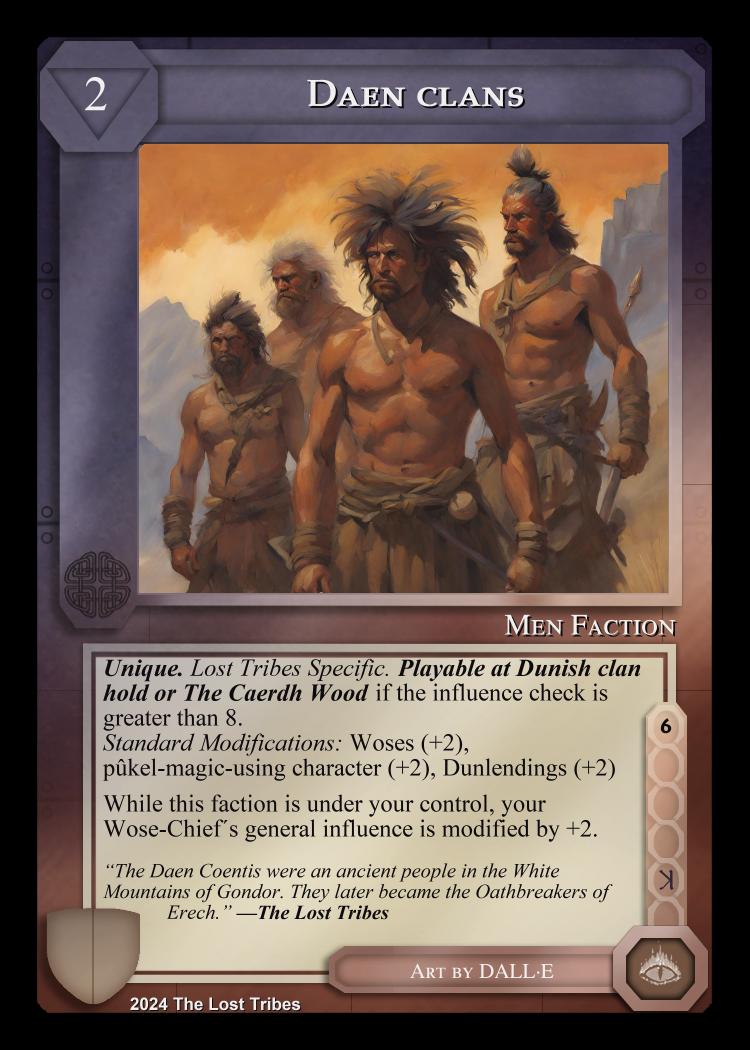 2
Daen clans
Men Faction
Unique. Lost Tribes Specific. Playable at Dunish clan
hold or The Caerdh Wood if the influence check is
greater than 8.
Standard Modifications: Woses (+2),
pûkel-magic-using character (+2), Dunlendings (+2)
While this faction is under your control, your
Wose-Chief´s general influence is modified by +2.
“The Daen Coentis were an ancient people in the White
Mountains of Gondor. They later became the Oathbreakers of
Erech.” —The Lost Tribes
6
Art by DALL·E
2024 The Lost Tribes